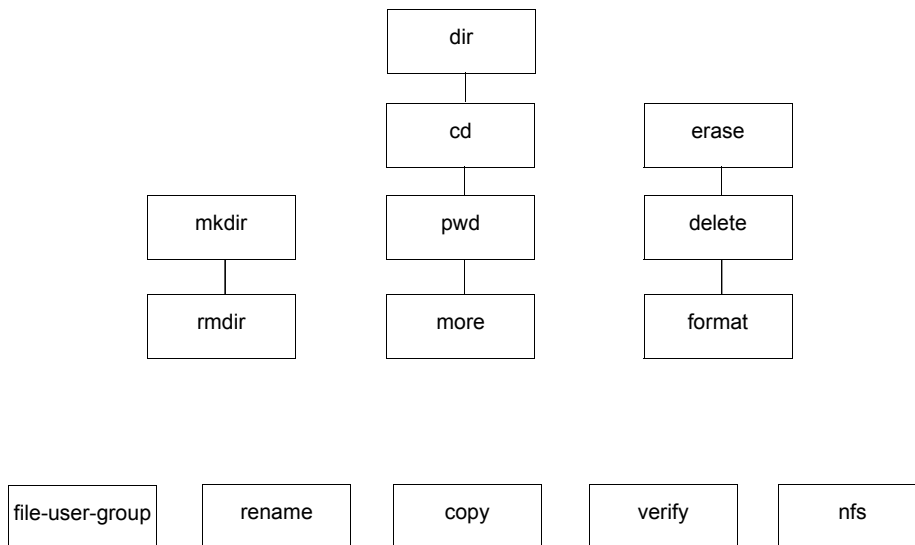 dir
cd
erase
mkdir
pwd
delete
rmdir
more
format
file-user-group
rename
copy
verify
nfs